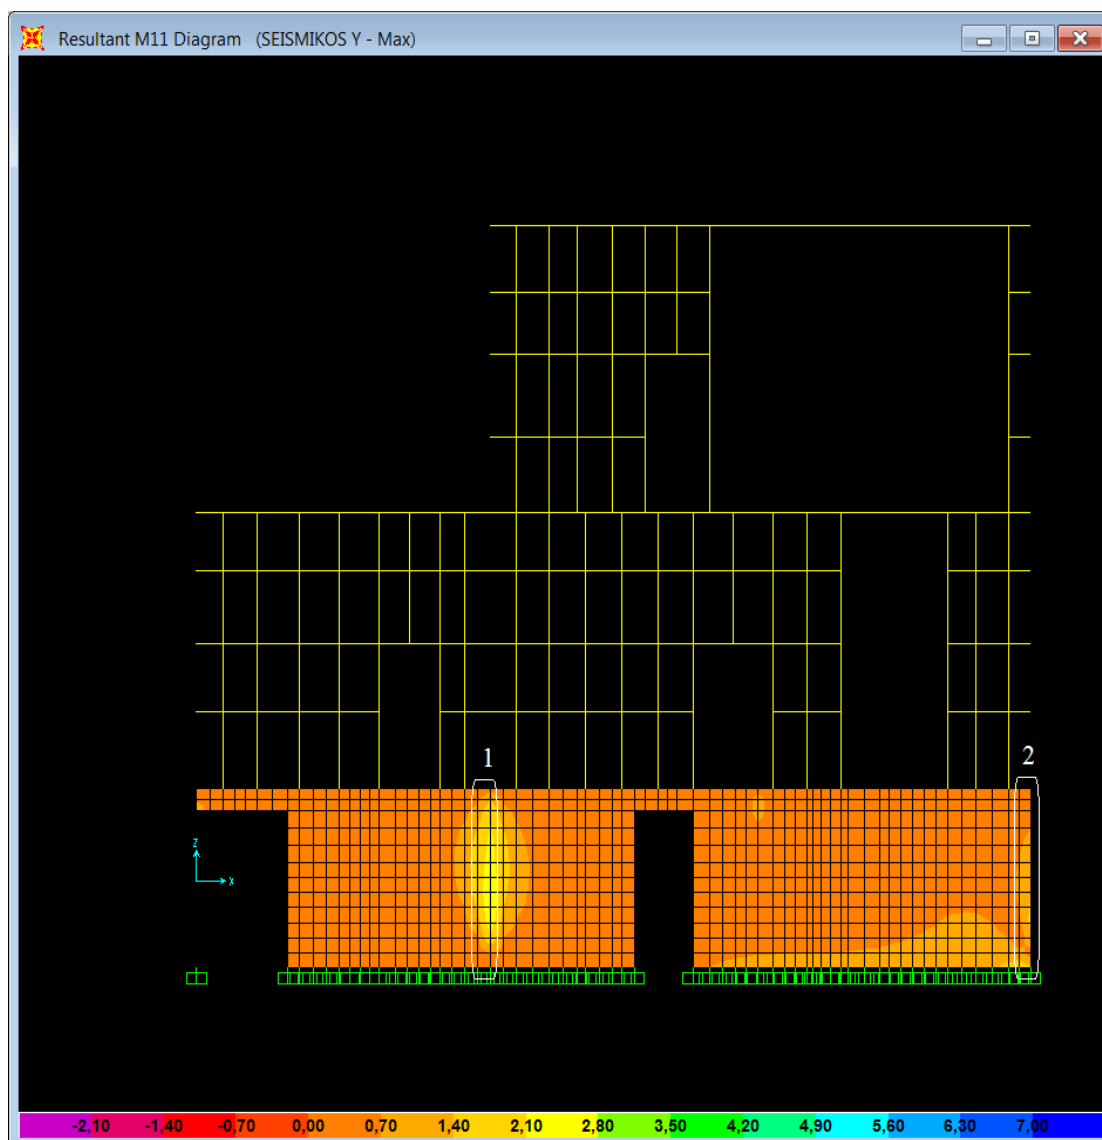 Resultant M11 Diagram (SEISMIKOS Y - Max)
1
2
Z
X
-2,10 -1,40 -0,70 0,00 0,70 1,40 2,10 2,80 3,50 4,20 4,90 5,60 6,30 7,00